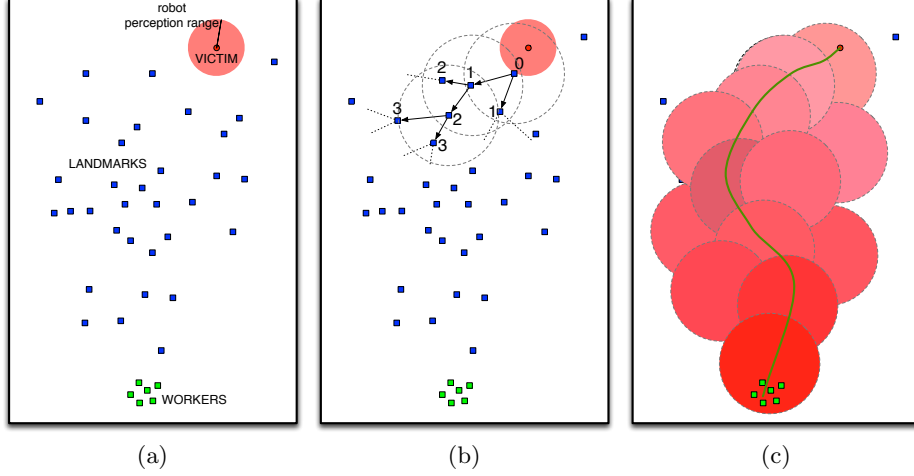 robot
perception range
VICTIM
LANDMARKS
WORKERS
0
1
2
1
3
2
3
(a)
(b)
(c)